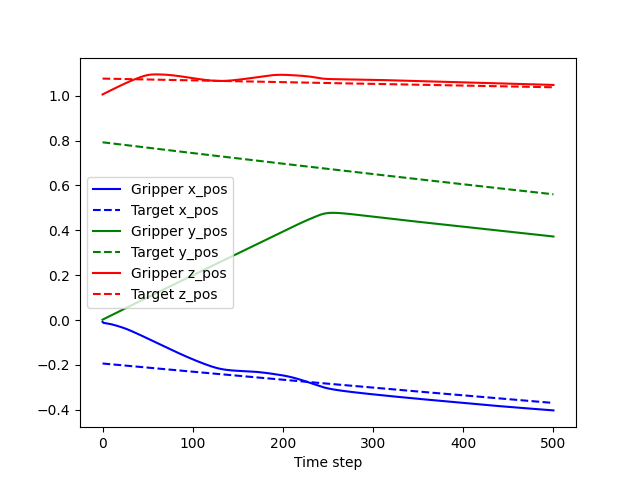 1.0
0.8
0.6
0.4
0.2
0.0
−0.2
−0.4
Gripper x_pos
Target x_pos
Gripper y_pos
Target y_pos
Gripper z_pos
Target z_pos
0 100 200 300 400 500
Time step